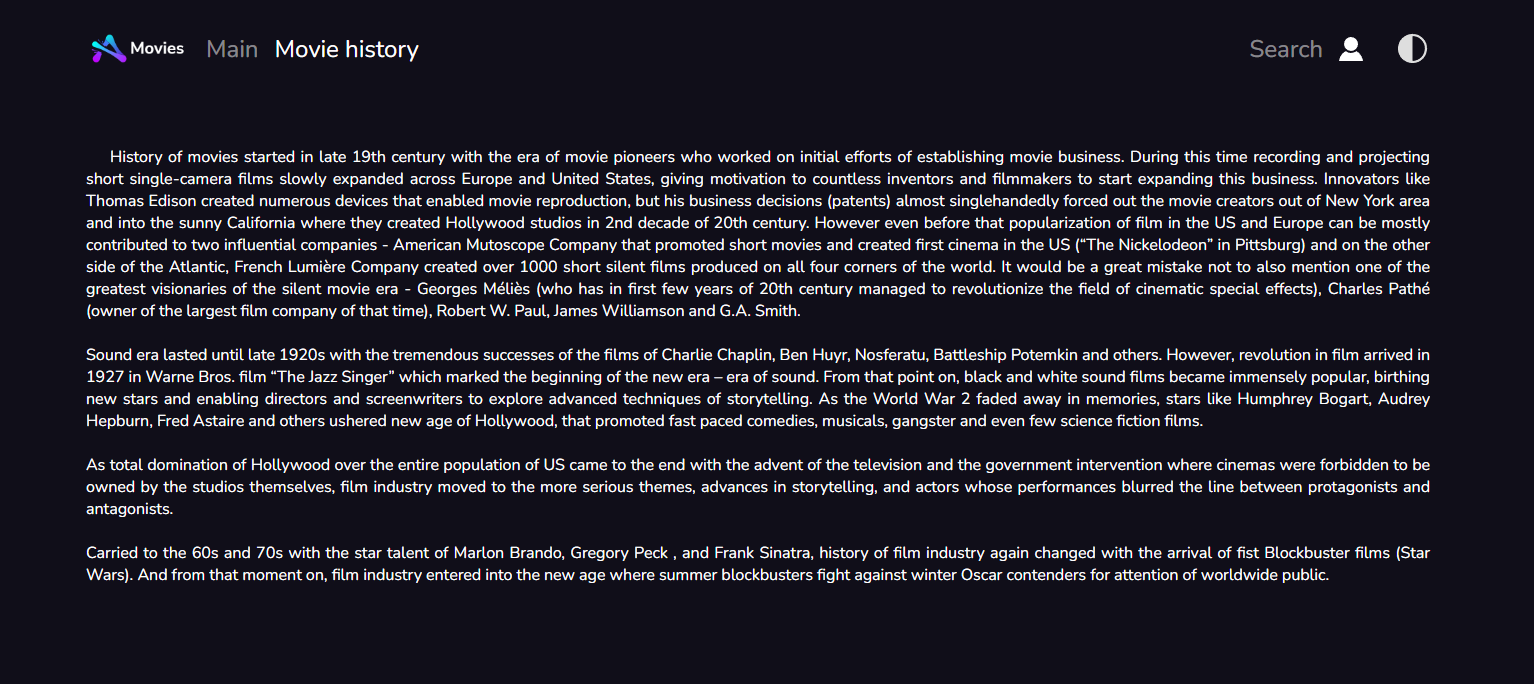 Movies Main Movie history Search
History of movies started in late 19th century with the era of movie pioneers who worked on initial efforts of establishing movie business. During this time recording and projecting
short single-camera films slowly expanded across Europe and United States, giving motivation to countless inventors and filmmakers to start expanding this business. Innovators like
Thomas Edison created numerous devices that enabled movie reproduction, but his business decisions (patents) almost singlehandedly forced out the movie creators out of New York area
and into the sunny California where they created Hollywood studios in 2nd decade of 20th century. However even before that popularization of film in the US and Europe can be mostly
contributed to two influential companies - American Mutoscope Company that promoted short movies and created first cinema in the US (“The Nickelodeon” in Pittsburg) and on the other
side of the Atlantic, French Lumière Company created over 1000 short silent films produced on all four corners of the world. It would be a great mistake not to also mention one of the
greatest visionaries of the silent movie era - Georges Méliès (who has in first few years of 20th century managed to revolutionize the field of cinematic special effects), Charles Pathé
(owner of the largest film company of that time), Robert W. Paul, James Williamson and G.A. Smith.
Sound era lasted until late 1920s with the tremendous successes of the films of Charlie Chaplin, Ben Huyr, Nosferatu, Battleship Potemkin and others. However, revolution in film arrived in
1927 in Warne Bros. film “The Jazz Singer” which marked the beginning of the new era – era of sound. From that point on, black and white sound films became immensely popular, birthing
new stars and enabling directors and screenwriters to explore advanced techniques of storytelling. As the World War 2 faded away in memories, stars like Humphrey Bogart, Audrey
Hepburn, Fred Astaire and others ushered new age of Hollywood, that promoted fast paced comedies, musicals, gangster and even few science fiction films.
As total domination of Hollywood over the entire population of US came to the end with the advent of the television and the government intervention where cinemas were forbidden to be
owned by the studios themselves, film industry moved to the more serious themes, advances in storytelling, and actors whose performances blurred the line between protagonists and
antagonists.
Carried to the 60s and 70s with the star talent of Marlon Brando, Gregory Peck , and Frank Sinatra, history of film industry again changed with the arrival of fist Blockbuster films (Star
Wars). And from that moment on, film industry entered into the new age where summer blockbusters fight against winter Oscar contenders for attention of worldwide public.